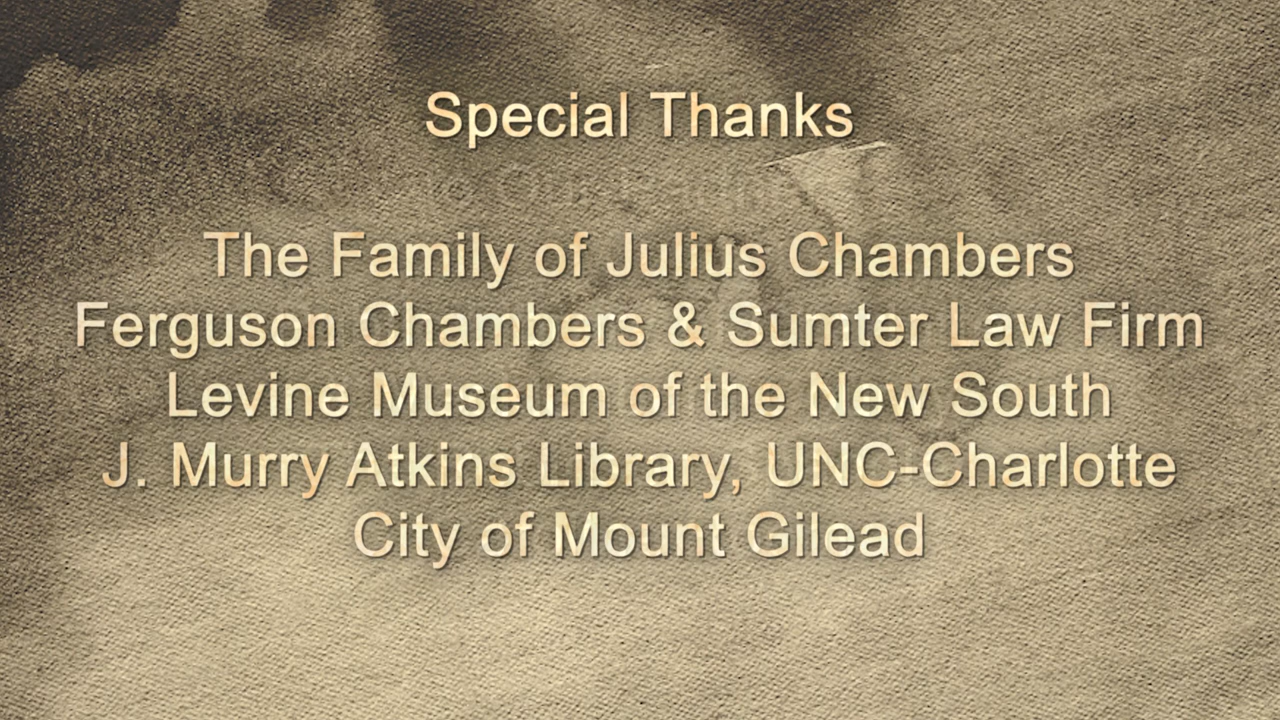 Special Thanks
The Family of Julius Chambers
Ferguson Chambers & Sumter Law Firm
Levine Museum of the New South
J. Murry Atkins Library, UNC-Charlotte
City of Mount Gilead